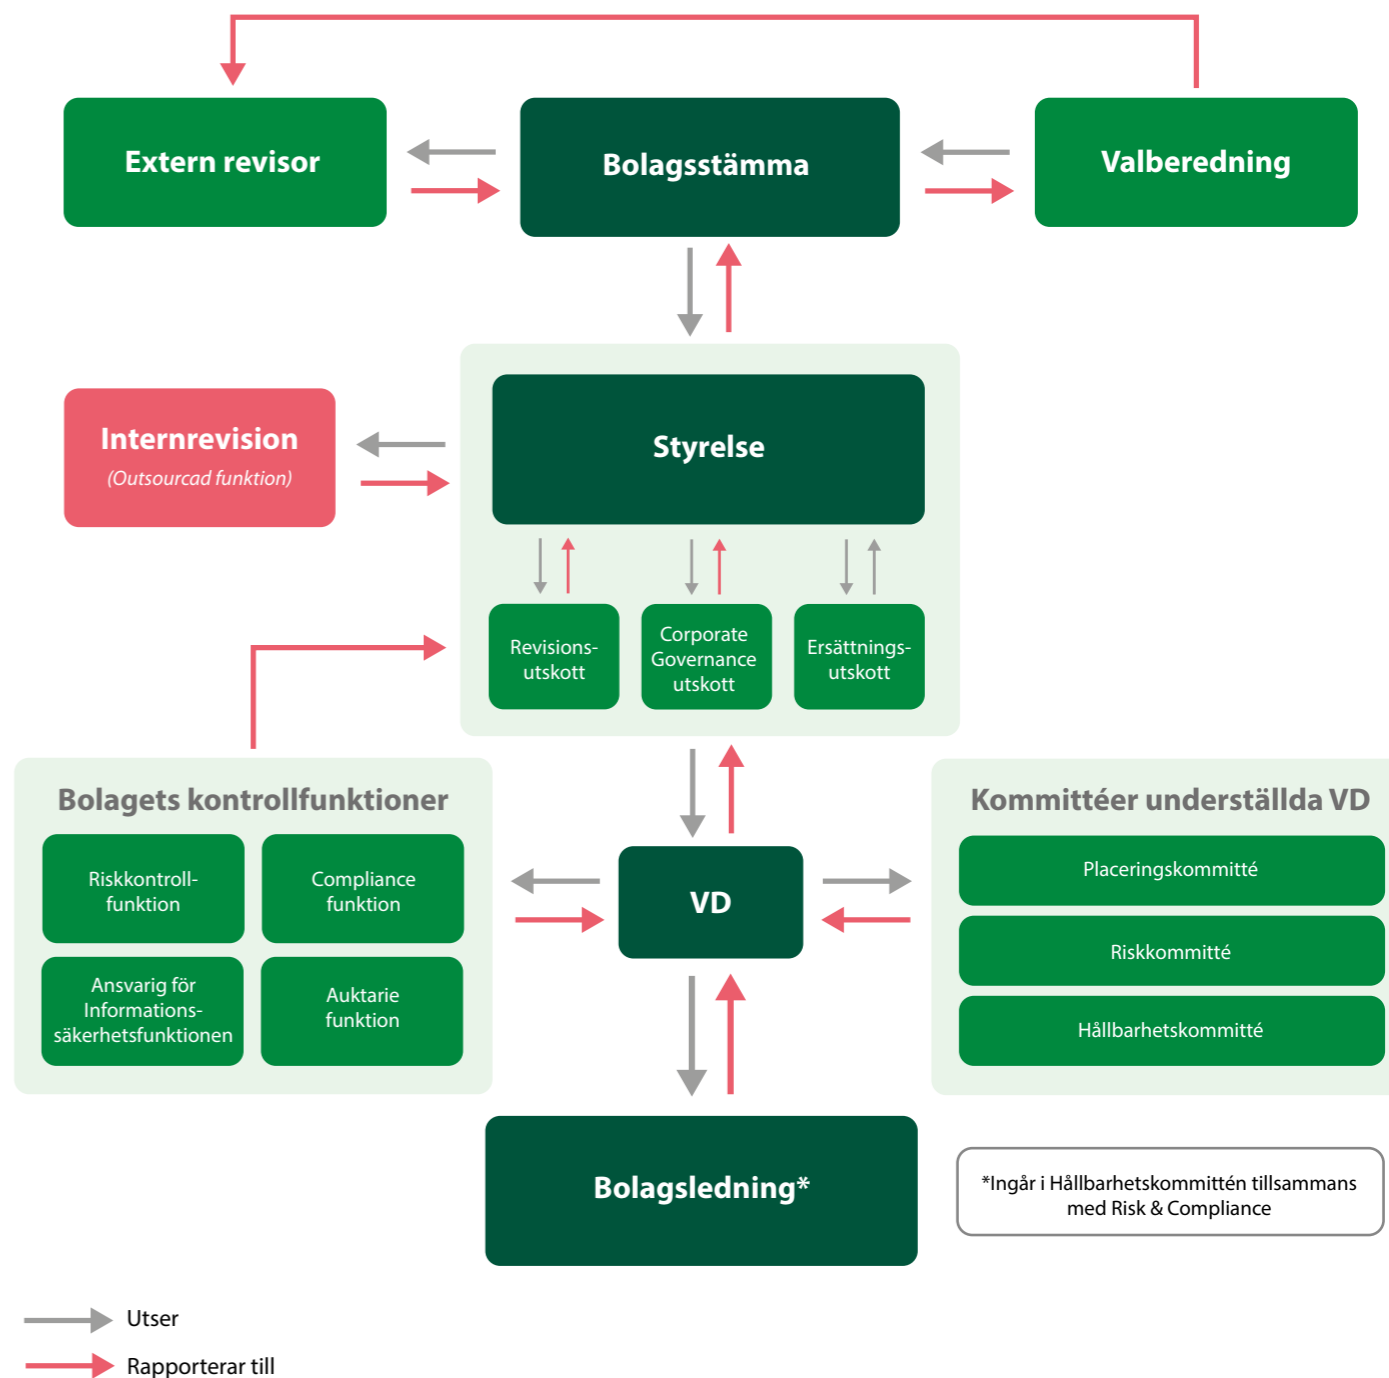 Extern revisor
Bolagsstämma
Valberedning
Internrevision
(Outsourcad funktion)
Styrelse
Revisions-
utskott
Corporate
Governance
utskott
Ersättnings-
utskott
Bolagets kontrollfunktioner
Riskkontroll-
funktion
Compliance
funktion
Ansvarig för
Informations-
säkerhetsfunktionen
Auktarie
funktion
VD
Kommittéer underställda VD
Placeringskommitté
Riskkommitté
Hållbarhetskommitté
Bolagsledning*
*Ingår i Hållbarhetskommittén tillsammans
med Risk & Compliance
Utser
Rapporterar till